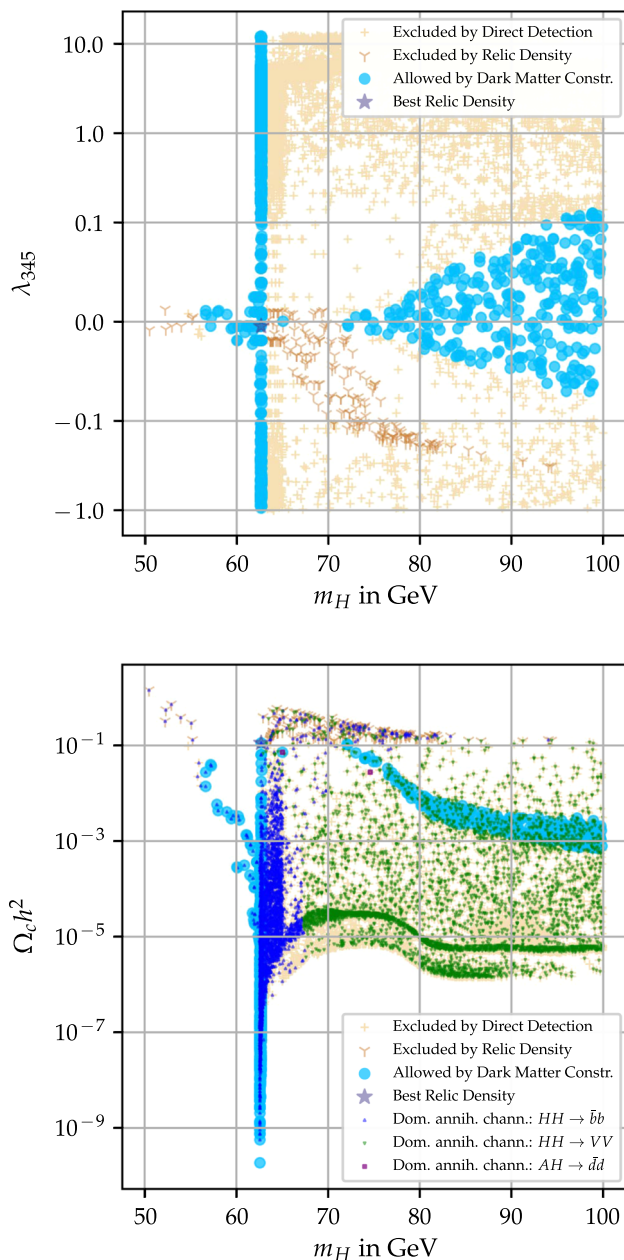 10.0
1.0
0.1
0.0
−0.1
−1.0
λ345
Excluded by Direct Detection
Excluded by Relic Density
Allowed by Dark Matter Constr.
Best Relic Density
50 60 70 80 90 100
mH in GeV
10−1
10−3
10−5
10−7
10−9
Ωch2
Excluded by Direct Detection
Excluded by Relic Density
Allowed by Dark Matter Constr.
Best Relic Density
Dom. annih. chann.: HH → b̄b
Dom. annih. chann.: HH → VV
Dom. annih. chann.: AH → d̄d
50 60 70 80 90 100
mH in GeV